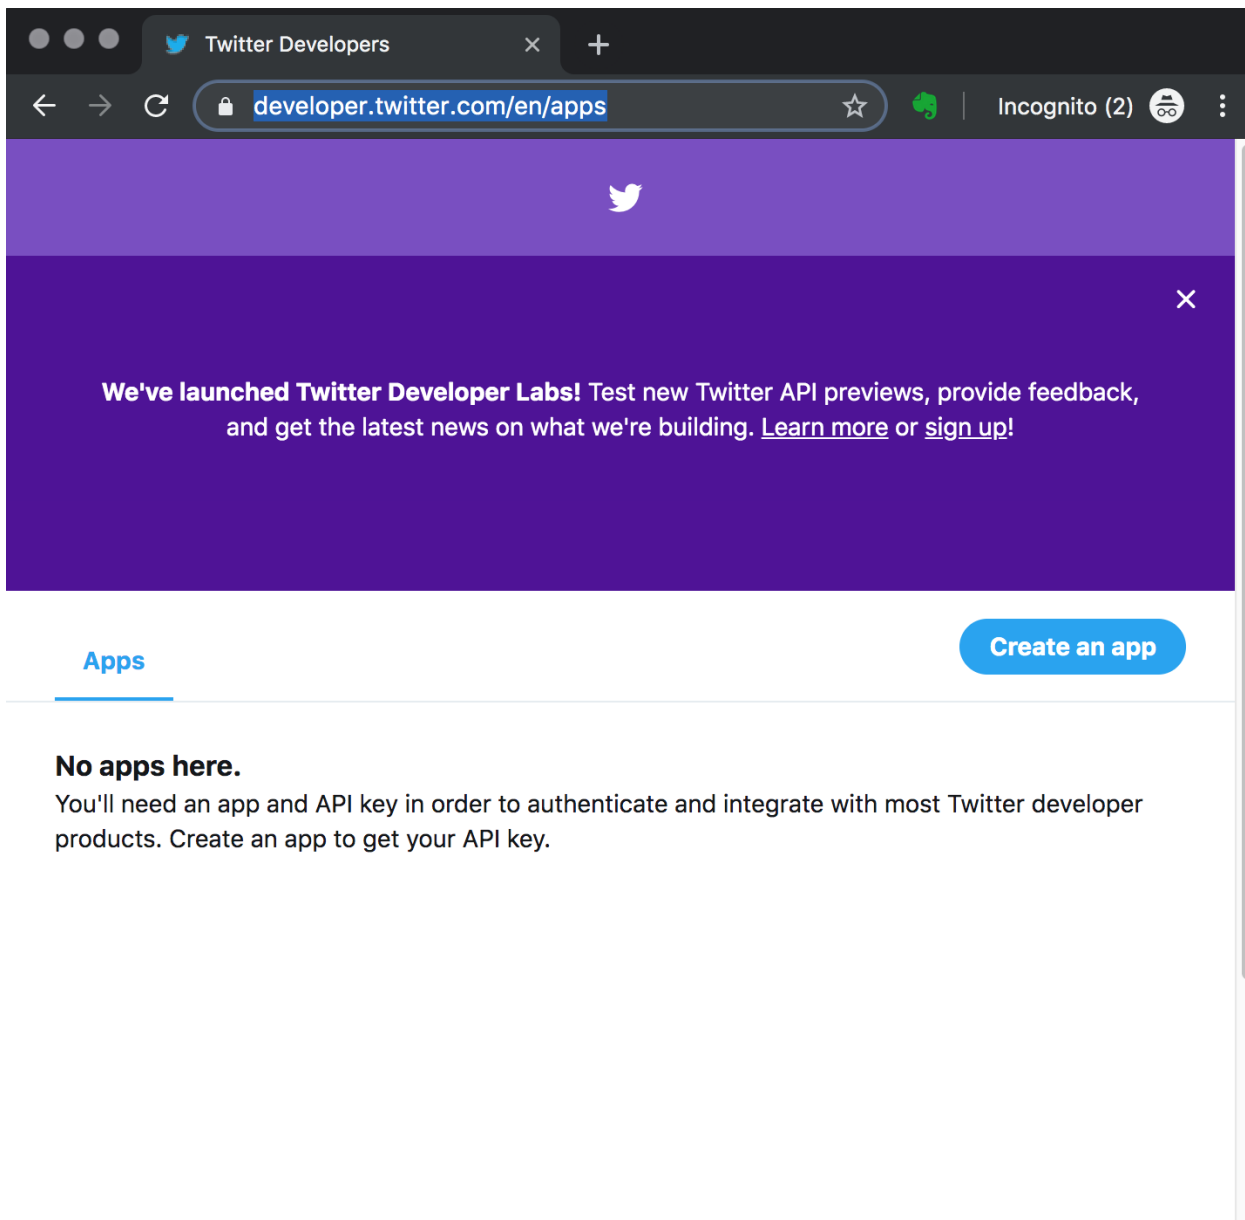 Twitter Developers
developer.twitter.com/en/apps
Incognito (2)
We've launched Twitter Developer Labs! Test new Twitter API previews, provide feedback,
and get the latest news on what we're building. Learn more or sign up!
Apps
Create an app
No apps here.
You'll need an app and API key in order to authenticate and integrate with most Twitter developer
products. Create an app to get your API key.